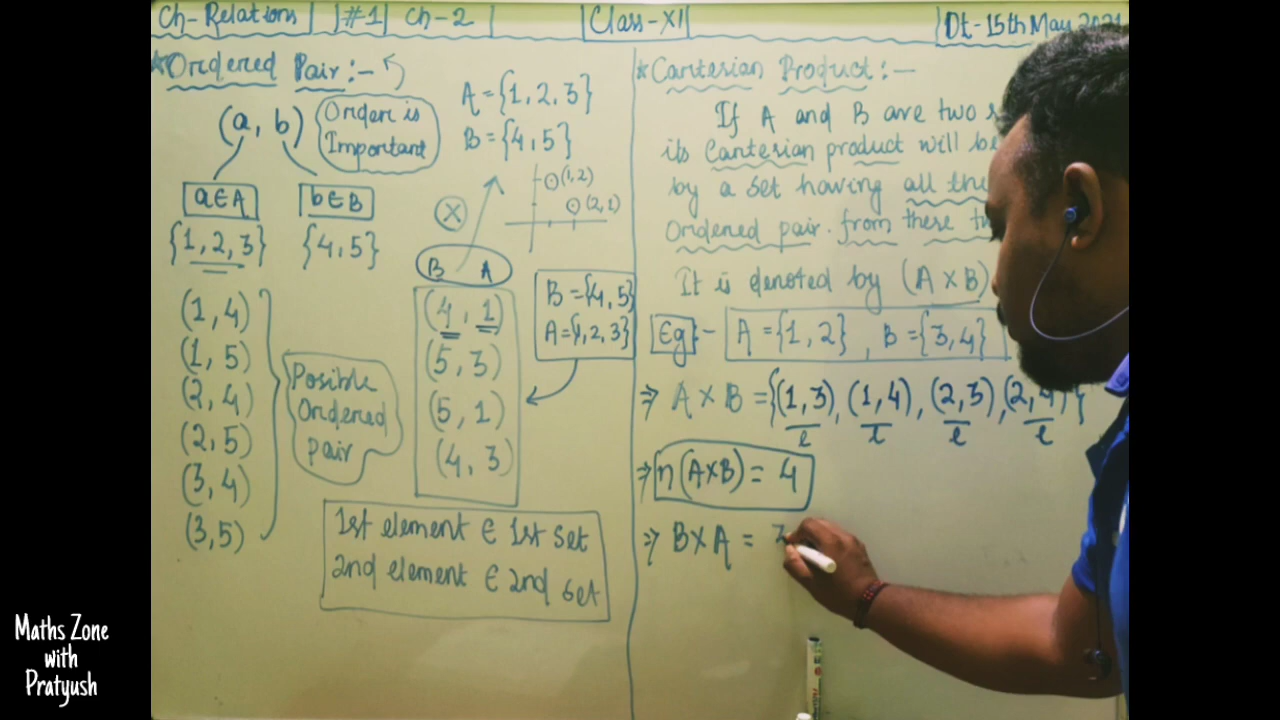 Ch- Relations | #1 | Ch-2
Class-XI
Dt-15th May 2021
*Ordered Pair:-
(a, b)
Order is
Important
a∈A
b∈B
{1, 2, 3}
{4, 5}
A = {1, 2, 3}
B = {4, 5}
(1,2)
(2,1)
X
B A
(1, 4)
(1, 5)
(2, 4)
(2, 5)
(3, 4)
(3, 5)
Posible
Ordered
pair
(4, 1)
(5, 3)
(5, 1)
(4, 3)
B = {4, 5}
A = {1, 2, 3}
1st element ∈ 1st set
2nd element ∈ 2nd set
*Cartesian Product:-
If A and B are two
its Cartesian product will be
by a set having all the
Ordered pair from these
It is denoted by (A × B)
Eg:- A = {1, 2} , B = {3, 4}
⇒ A × B = {(1, 3), (1, 4), (2, 3), (2, 4)}
⇒ n(A×B) = 4
⇒ B×A =
Maths Zone
with
Pratyush